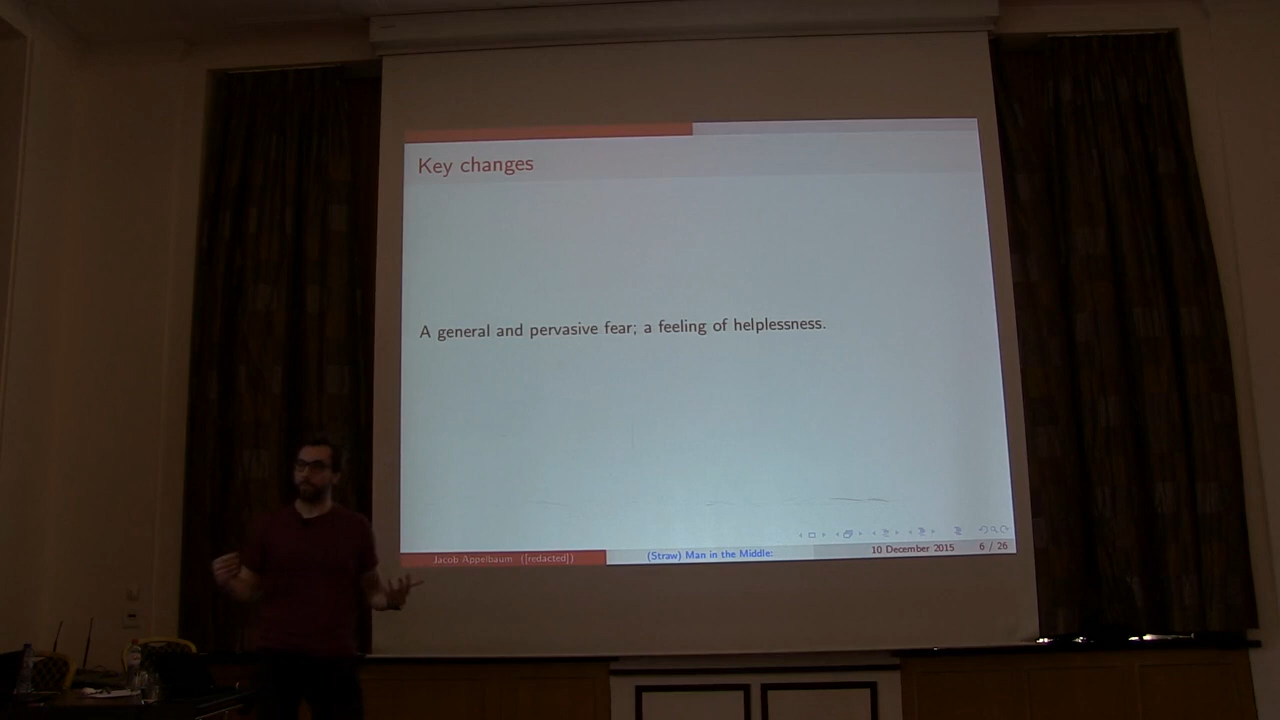 Key changes
A general and pervasive fear; a feeling of helplessness.
Jacob Appelbaum ([redacted])
(Straw) Man in the Middle:
10 December 2015
6 / 26